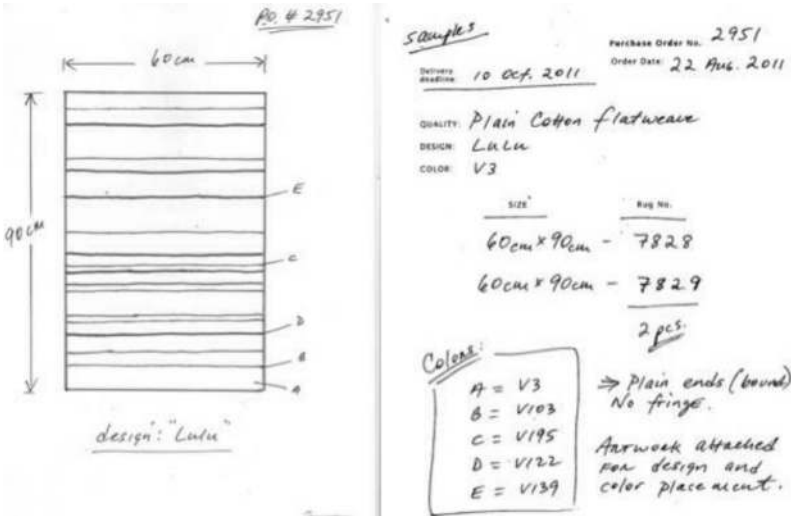 P.O. # 2951
60cm
90cm
E
C
D
B
A
design: "Lulu"
Samples
Purchase Order No. 2951
Order Date: 22 Aug. 2011
Delivery deadline: 10 Oct. 2011
QUALITY: Plain Cotton flatweave
DESIGN: LuLu
COLOR: V3
SIZE Rug No.
60cm x 90cm - 7828
60cm x 90cm - 7829
2 pcs.
Colors:
A = V3
B = V103
C = V195
D = V122
E = V139
⇒ Plain ends (bound)
No fringe.
Artwork attached
for design and
color placement.